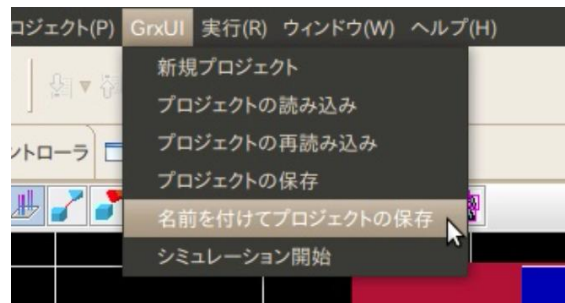 ロジェクト(P) GrxUI 実行(R) ウィンドウ(W) ヘルプ(H)
新規プロジェクト
プロジェクトの読み込み
プロジェクトの再読み込み
ントローラ
プロジェクトの保存
名前を付けてプロジェクトの保存
シミュレーション開始